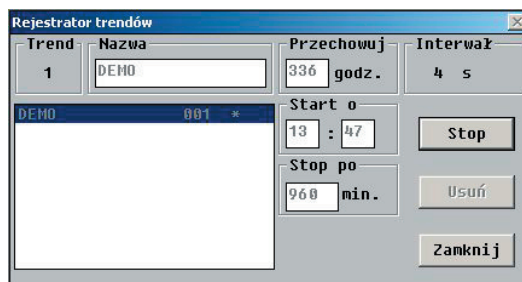 Rejestrator trendów
Trend Nazwa Przechowuj Interwał
1 DEMO 336 godz. 4 s
DEMO 001 *
Start o
13 : 47
Stop
Stop po
960 min.
Usuń
Zamknij